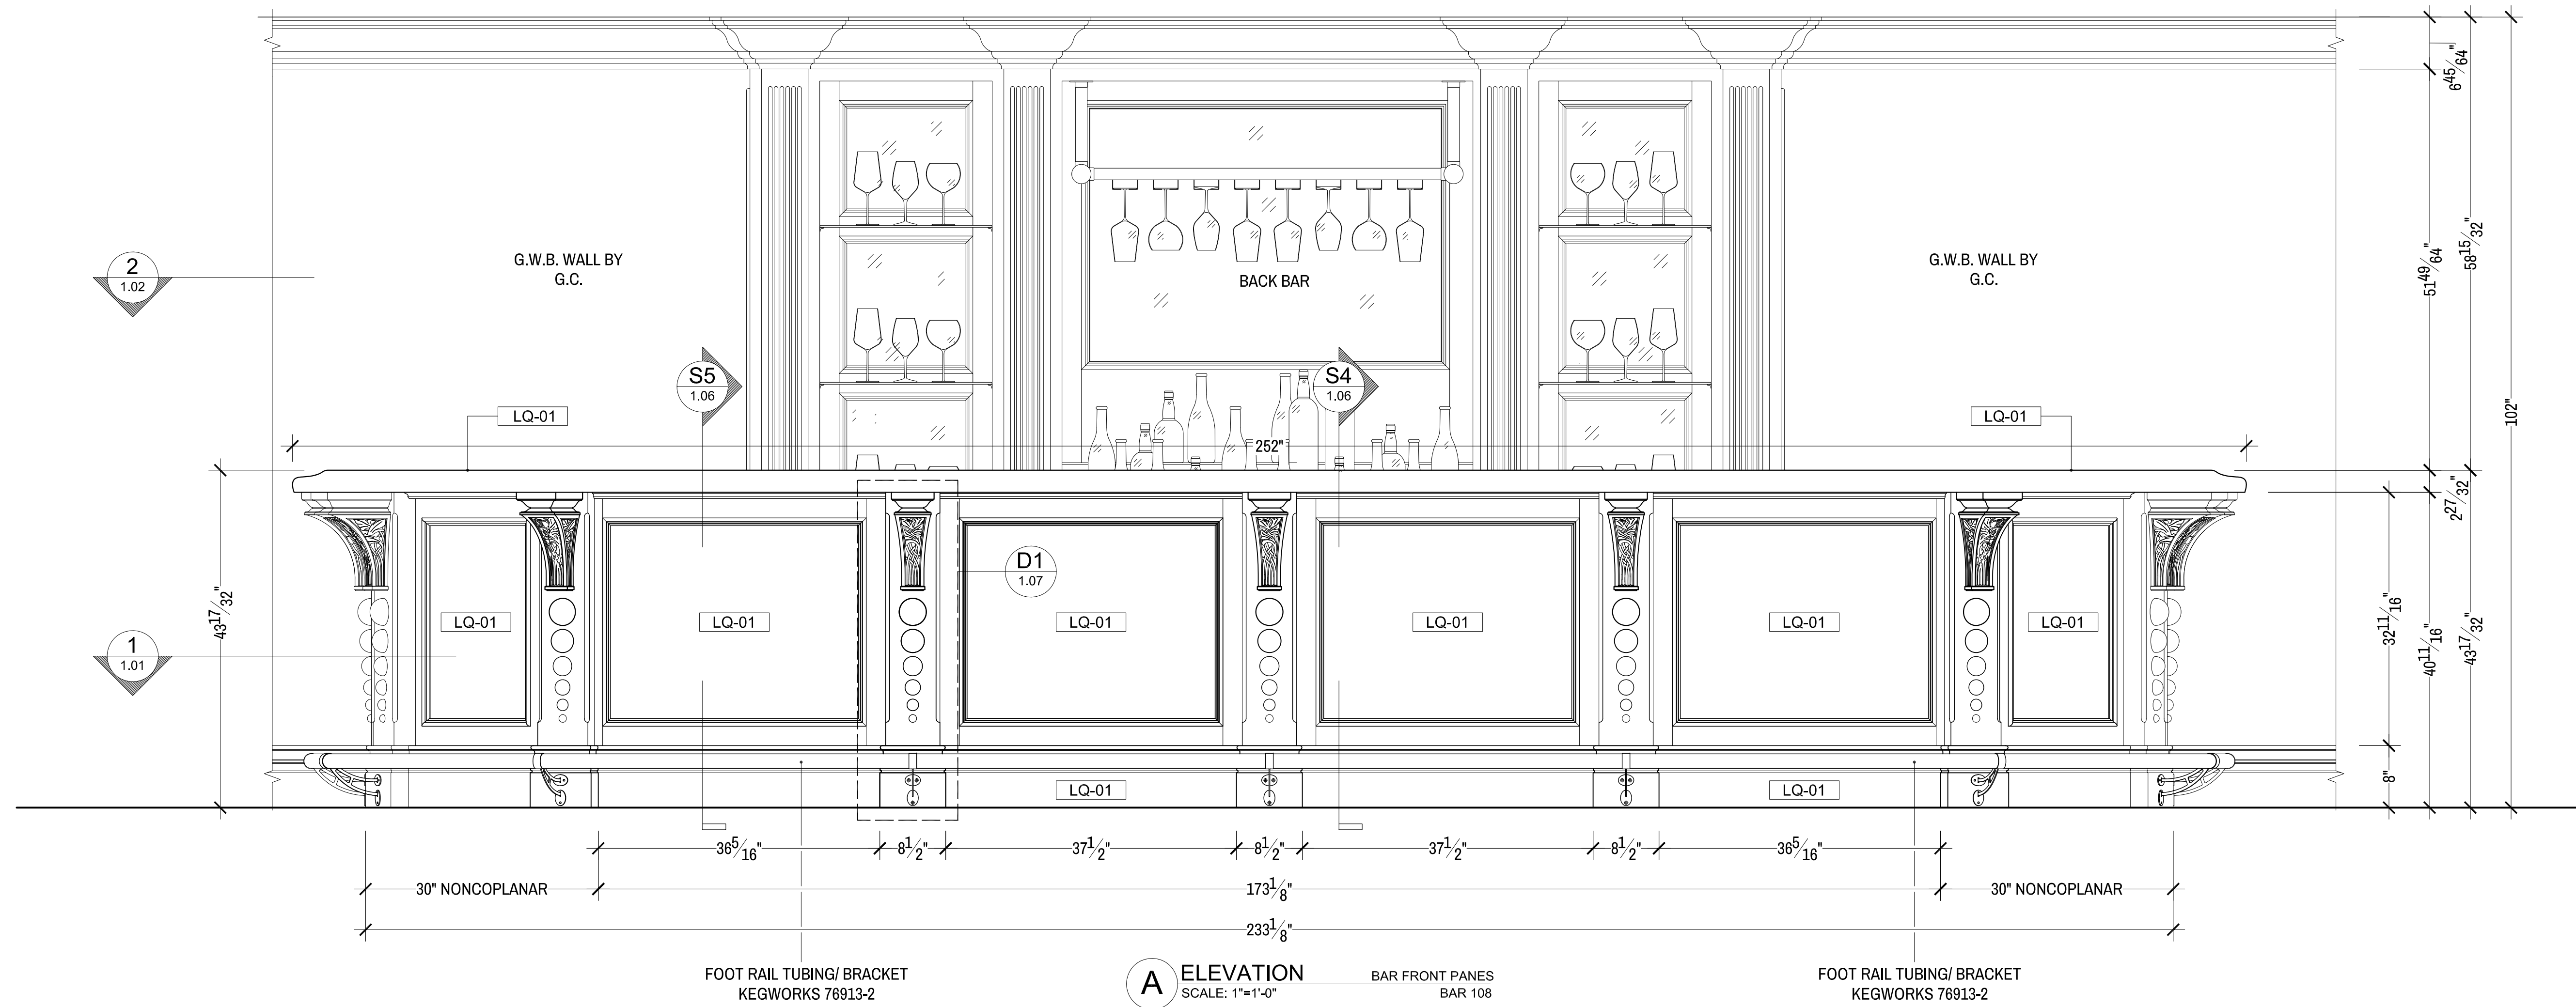 6 45/64"
G.W.B. WALL BY
G.C.
G.W.B. WALL BY
G.C.
2
1.02
BACK BAR
51 49/64"
58 15/32"
102"
S5
1.06
S4
1.06
LQ-01
LQ-01
252"
2 27/32"
D1
1.07
43 17/32"
LQ-01
LQ-01
LQ-01
LQ-01
LQ-01
LQ-01
32 11/16"
40 11/16"
43 17/32"
1
1.01
8"
LQ-01
LQ-01
36 5/16"
8 1/2"
37 1/2"
8 1/2"
37 1/2"
8 1/2"
36 5/16"
30" NONCOPLANAR
173 1/8"
30" NONCOPLANAR
233 1/8"
FOOT RAIL TUBING/ BRACKET
KEGWORKS 76913-2
A
ELEVATION
SCALE: 1"=1'-0"
BAR FRONT PANES
BAR 108
FOOT RAIL TUBING/ BRACKET
KEGWORKS 76913-2